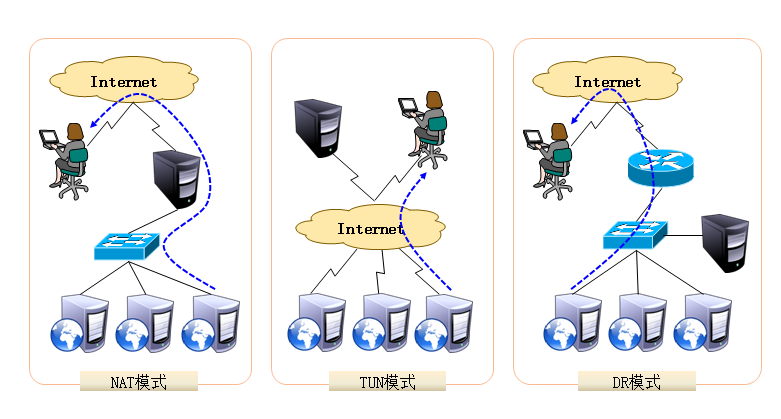 Internet
Internet
Internet
NAT模式
TUN模式
DR模式